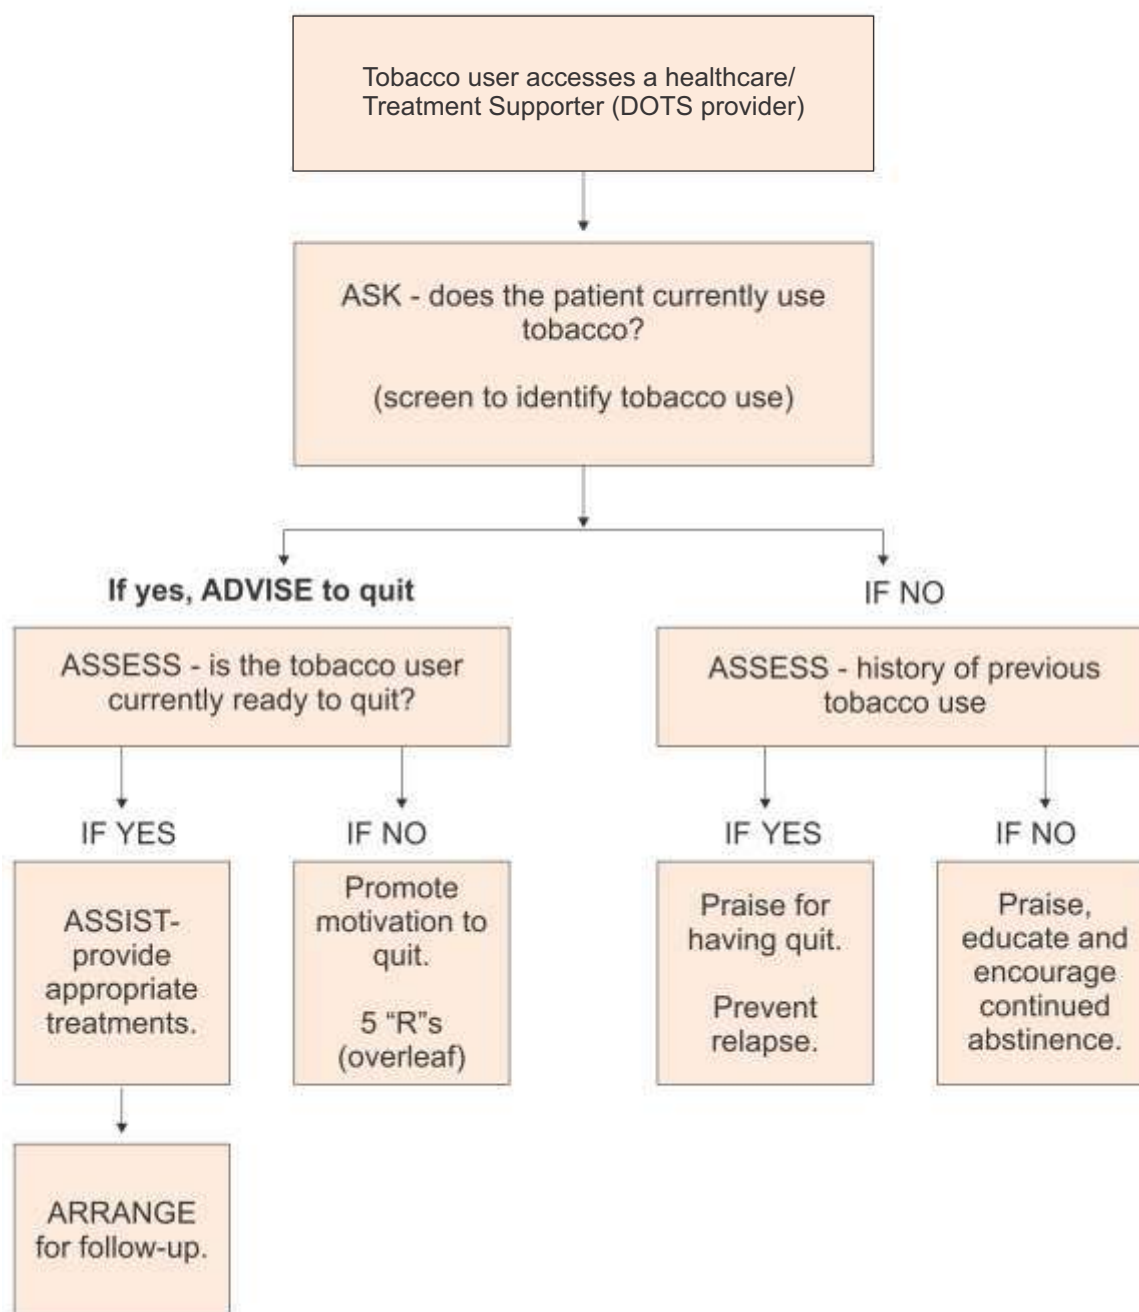 Tobacco user accesses a healthcare/
Treatment Supporter (DOTS provider)
ASK - does the patient currently use
tobacco?
(screen to identify tobacco use)
If yes, ADVISE to quit
IF NO
ASSESS - is the tobacco user
currently ready to quit?
ASSESS - history of previous
tobacco use
IF YES
IF NO
IF YES
IF NO
ASSIST-
provide
appropriate
treatments.
Promote
motivation to
quit.
5 “R”s
(overleaf)
Praise for
having quit.
Prevent
relapse.
Praise,
educate and
encourage
continued
abstinence.
ARRANGE
for follow-up.